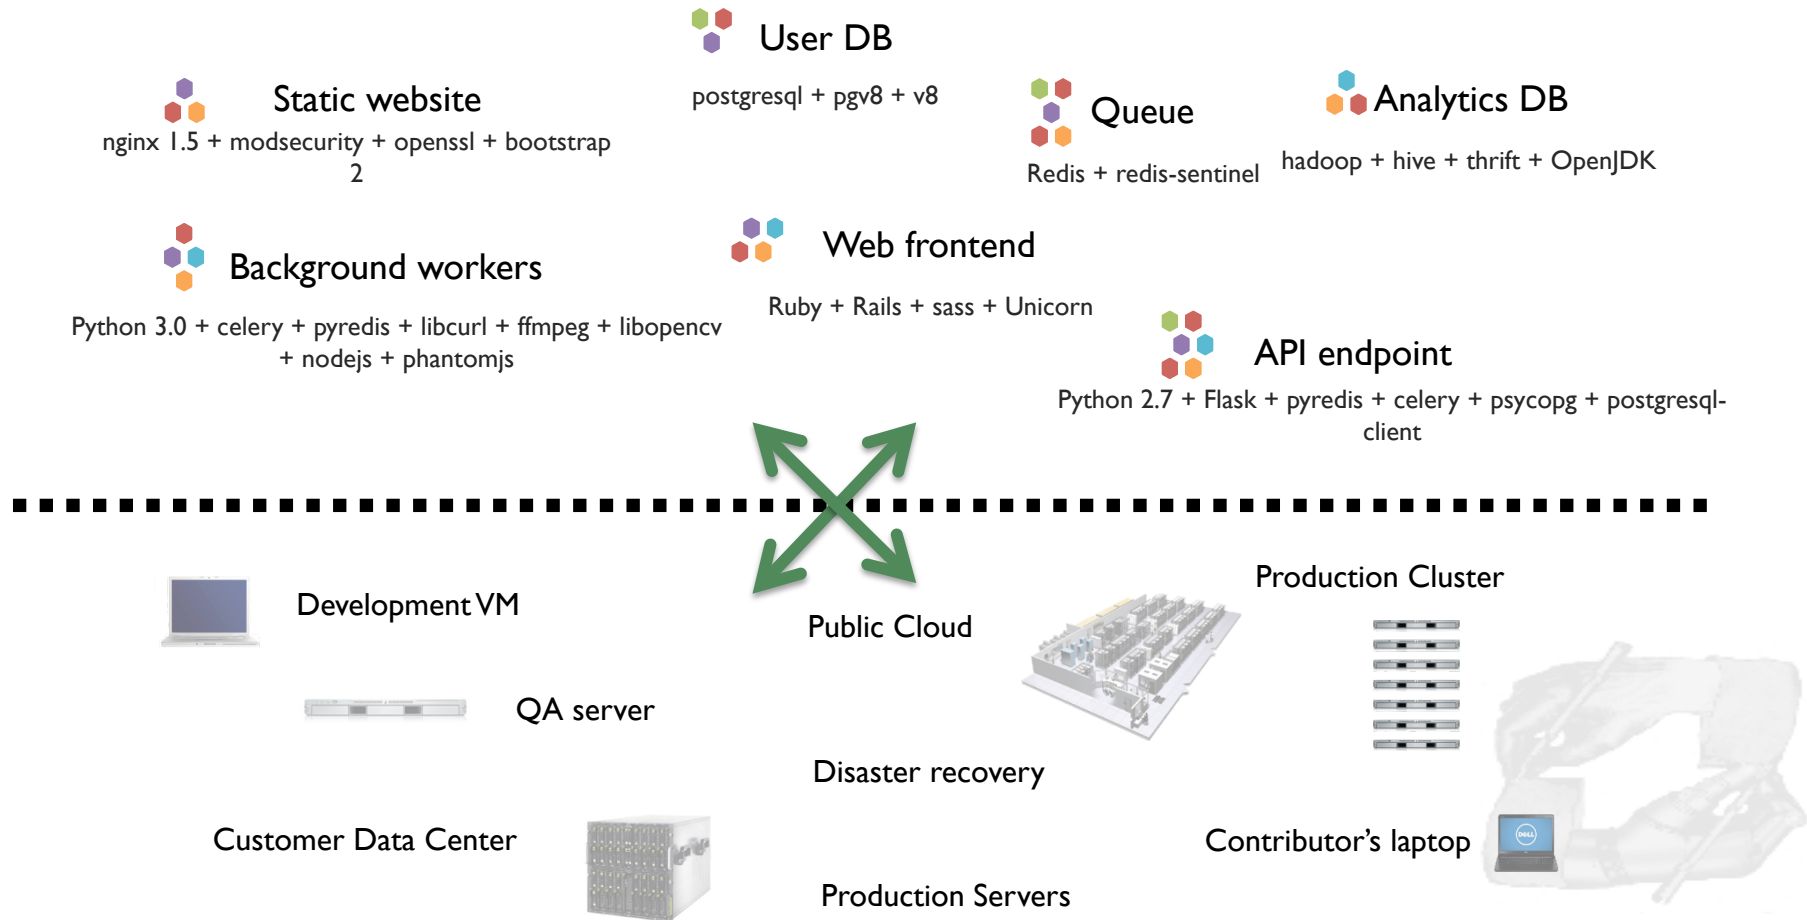 User DB
postgresql + pgv8 + v8
Static website
nginx 1.5 + modsecurity + openssl + bootstrap
2
Queue
Redis + redis-sentinel
Analytics DB
hadoop + hive + thrift + OpenJDK
Background workers
Python 3.0 + celery + pyredis + libcurl + ffmpeg + libopencv
+ nodejs + phantomjs
Web frontend
Ruby + Rails + sass + Unicorn
API endpoint
Python 2.7 + Flask + pyredis + celery + psycopg + postgresql-
client
Development VM
Public Cloud
Production Cluster
QA server
Disaster recovery
Customer Data Center
Contributor’s laptop
DELL
Production Servers